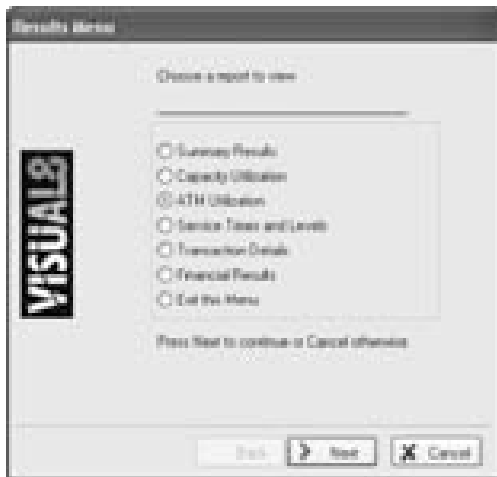 Results Menu
Choose a report to view
Summary Results
Capacity Utilization
ATM Utilization
Service Times and Levels
Transaction Details
Financial Results
Exit this Menu
Press Next to continue or Cancel otherwise
VISUAL8
Back
Next
Cancel